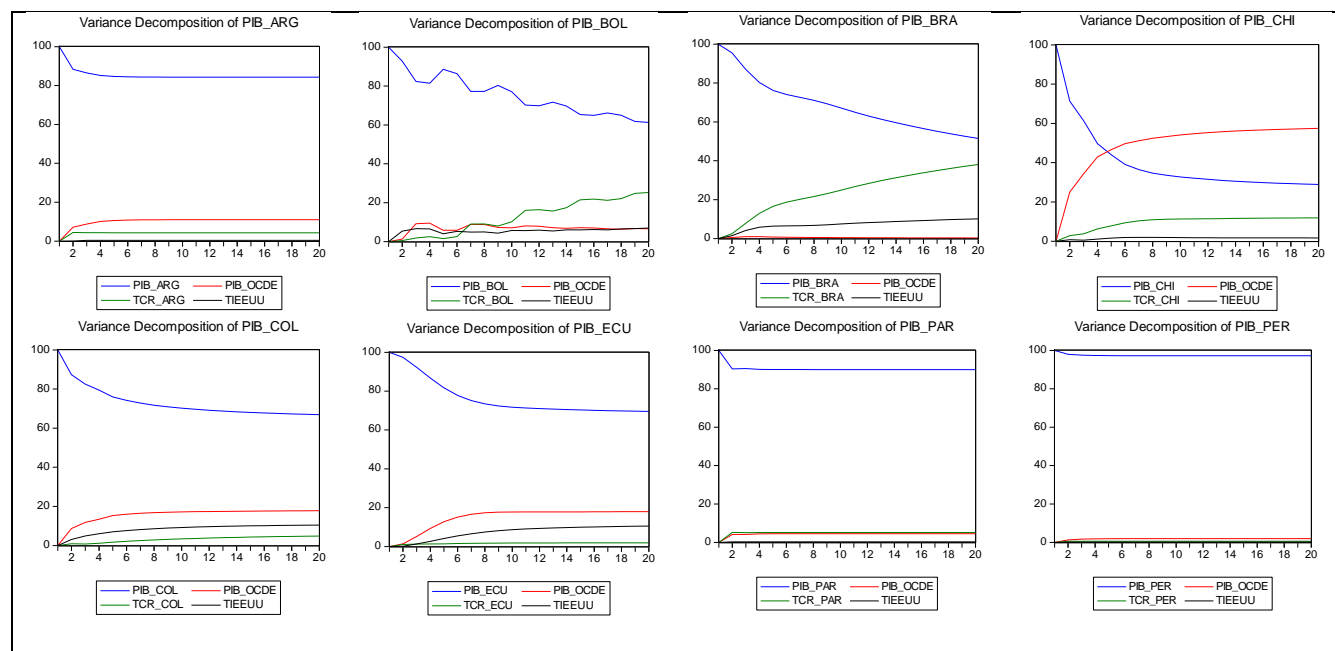 Variance Decomposition of PIB_ARG
100
80
60
40
20
0
2 4 6 8 10 12 14 16 18 20
PIB_ARG PIB_OCDE
TCR_ARG TIEEUU
Variance Decomposition of PIB_BOL
100
80
60
40
20
0
2 4 6 8 10 12 14 16 18 20
PIB_BOL PIB_OCDE
TCR_BOL TIEEUU
Variance Decomposition of PIB_BRA
100
80
60
40
20
0
2 4 6 8 10 12 14 16 18 20
PIB_BRA PIB_OCDE
TCR_BRA TIEEUU
Variance Decomposition of PIB_CHI
100
80
60
40
20
0
2 4 6 8 10 12 14 16 18 20
PIB_CHI PIB_OCDE
TCR_CHI TIEEUU
Variance Decomposition of PIB_COL
100
80
60
40
20
0
2 4 6 8 10 12 14 16 18 20
PIB_COL PIB_OCDE
TCR_COL TIEEUU
Variance Decomposition of PIB_ECU
100
80
60
40
20
0
2 4 6 8 10 12 14 16 18 20
PIB_ECU PIB_OCDE
TCR_ECU TIEEUU
Variance Decomposition of PIB_PAR
100
80
60
40
20
0
2 4 6 8 10 12 14 16 18 20
PIB_PAR PIB_OCDE
TCR_PAR TIEEUU
Variance Decomposition of PIB_PER
100
80
60
40
20
0
2 4 6 8 10 12 14 16 18 20
PIB_PER PIB_OCDE
TCR_PER TIEEUU